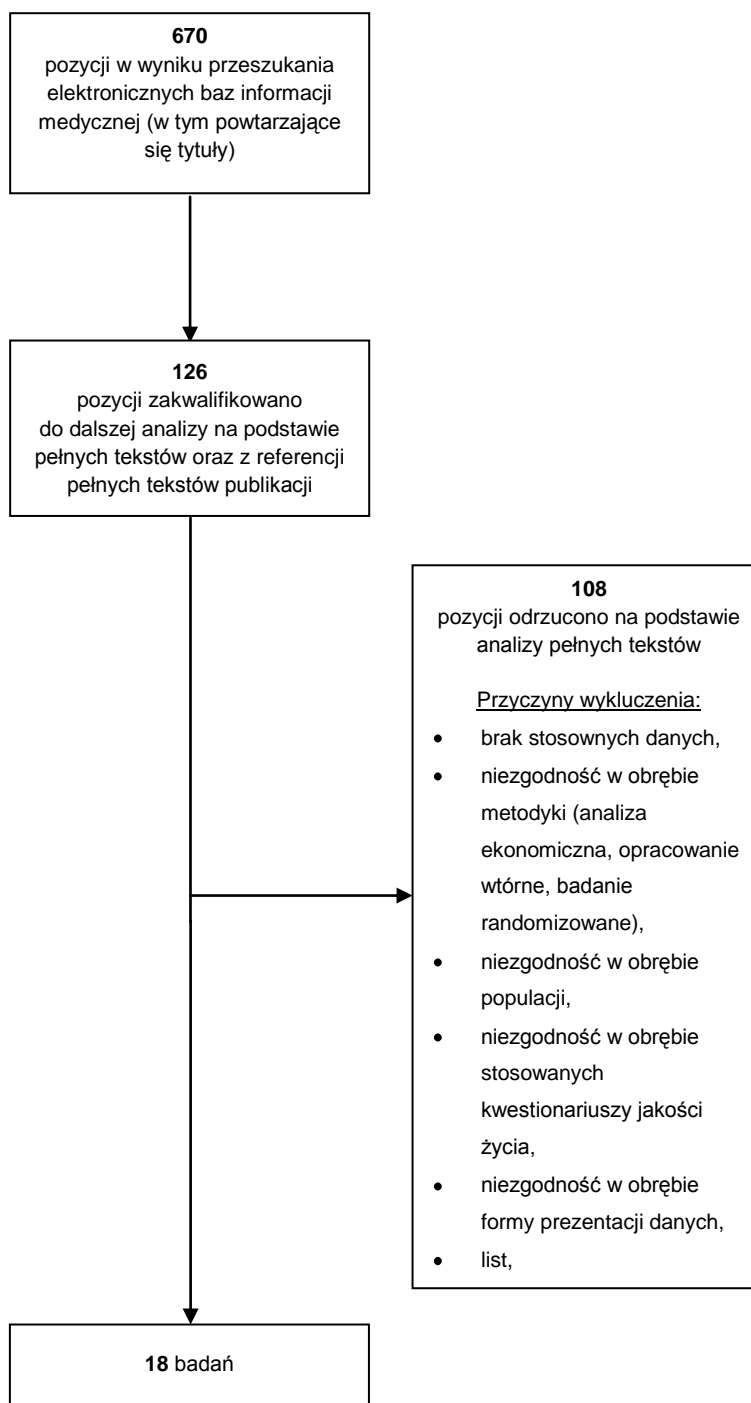 670
pozycji w wyniku przeszukania
elektronicznych baz informacji
medycznej (w tym powtarzające
się tytuły)
126
pozycji zakwalifikowano
do dalszej analizy na podstawie
pełnych tekstów oraz z referencji
pełnych tekstów publikacji
108
pozycji odrzucono na podstawie
analizy pełnych tekstów
Przyczyny wykluczenia:
• brak stosownych danych,
• niezgodność w obrębie
metodyki (analiza
ekonomiczna, opracowanie
wtórne, badanie
randomizowane),
• niezgodność w obrębie
populacji,
• niezgodność w obrębie
stosowanych
kwestionariuszy jakości
życia,
• niezgodność w obrębie
formy prezentacji danych,
• list,
18 badań